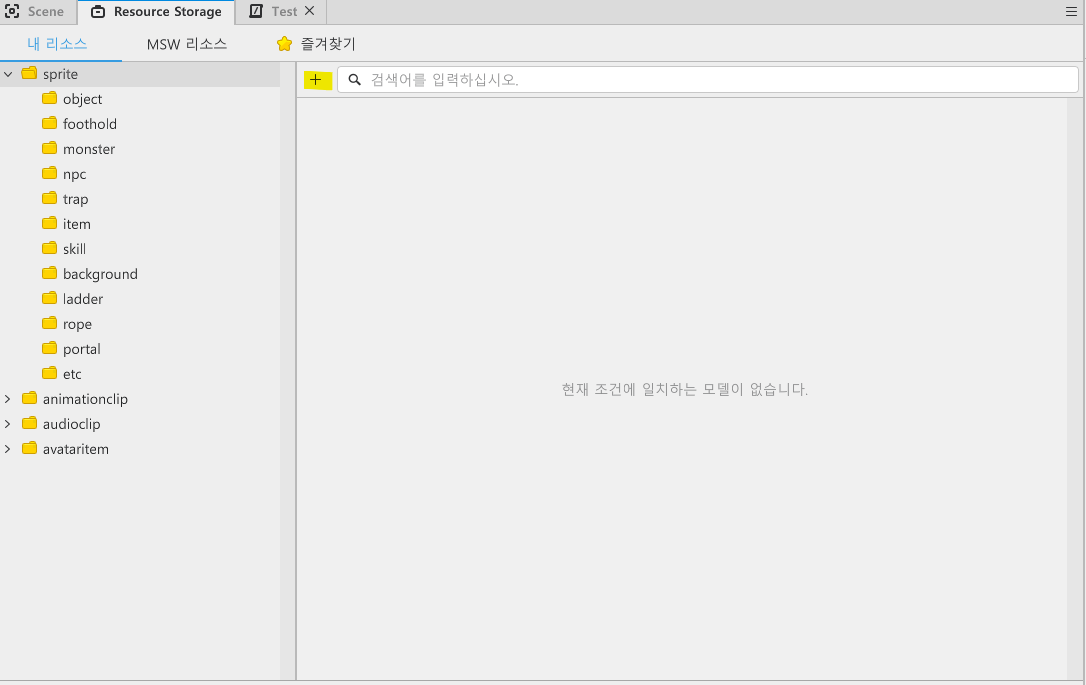 Scene Resource Storage Test
내 리소스 MSW 리소스 즐겨찾기
sprite
검색어를 입력하십시오.
object
foothold
monster
npc
trap
item
skill
background
ladder
rope
portal
etc
animationclip
audioclip
avataritem
현재 조건에 일치하는 모델이 없습니다.